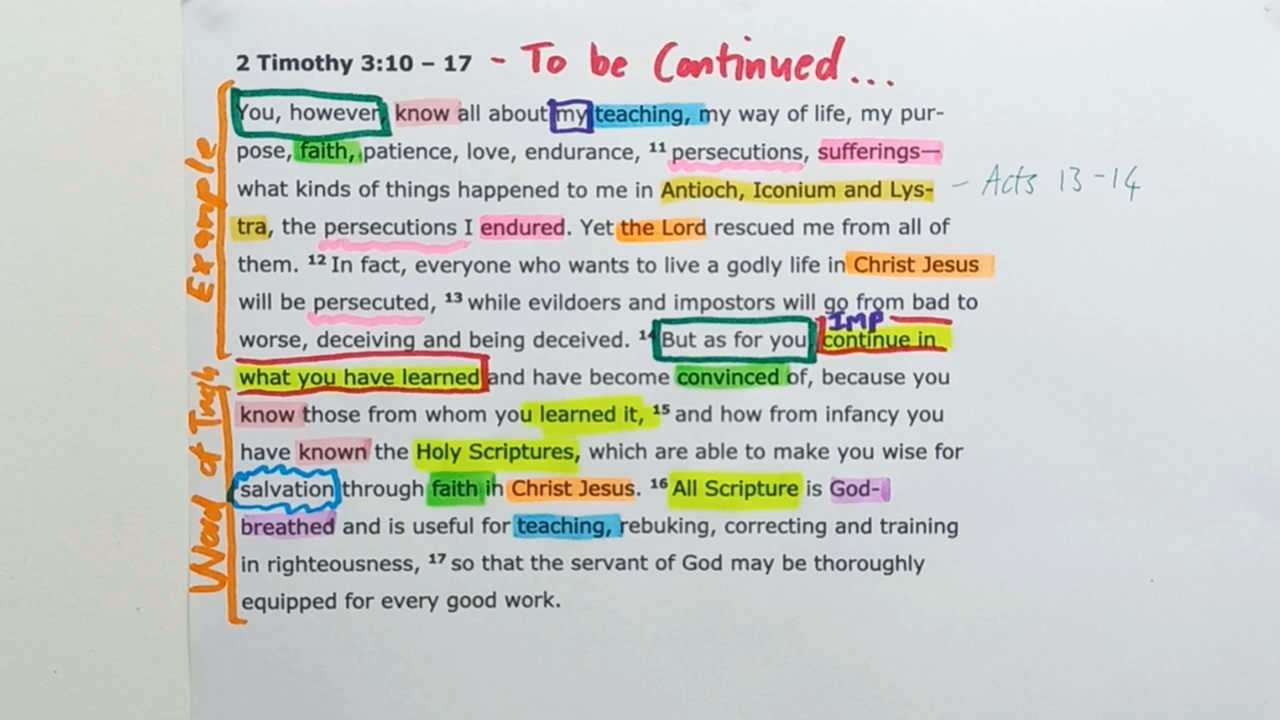 2 Timothy 3:10 – 17 - To be Continued...
You, however, know all about my teaching, my way of life, my pur-
pose, faith, patience, love, endurance, ¹¹ persecutions, sufferings—
what kinds of things happened to me in Antioch, Iconium and Lys- - Acts 13-14
tra, the persecutions I endured. Yet the Lord rescued me from all of
them. ¹² In fact, everyone who wants to live a godly life in Christ Jesus
will be persecuted, ¹³ while evildoers and impostors will go from bad to
IMP
worse, deceiving and being deceived. ¹⁴ But as for you, continue in
what you have learned and have become convinced of, because you
know those from whom you learned it, ¹⁵ and how from infancy you
have known the Holy Scriptures, which are able to make you wise for
salvation through faith in Christ Jesus. ¹⁶ All Scripture is God-
breathed and is useful for teaching, rebuking, correcting and training
in righteousness, ¹⁷ so that the servant of God may be thoroughly
equipped for every good work.
Example
Word of Truth